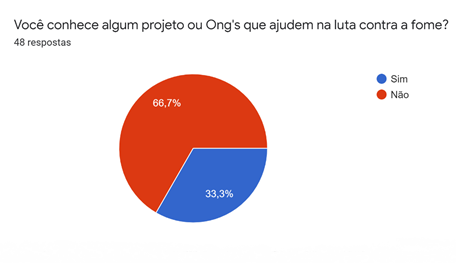 Você conhece algum projeto ou Ong's que ajudem na luta contra a fome?
48 respostas
Sim
Não
66,7%
33,3%